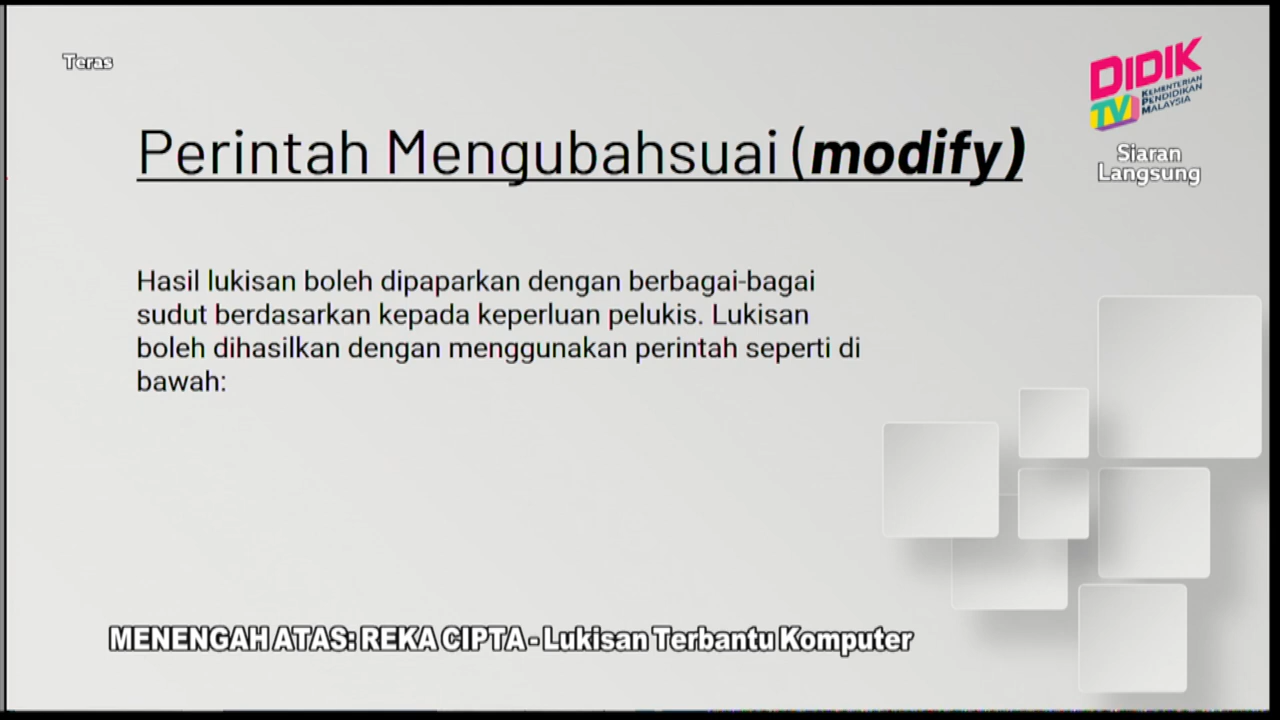 Teras
DIDIK
TV
KEMENTERIAN
PENDIDIKAN
MALAYSIA
Siaran
Langsung
Perintah Mengubahsuai (modify)
Hasil lukisan boleh dipaparkan dengan berbagai-bagai
sudut berdasarkan kepada keperluan pelukis. Lukisan
boleh dihasilkan dengan menggunakan perintah seperti di
bawah:
MENENGAH ATAS: REKA CIPTA - Lukisan Terbantu Komputer